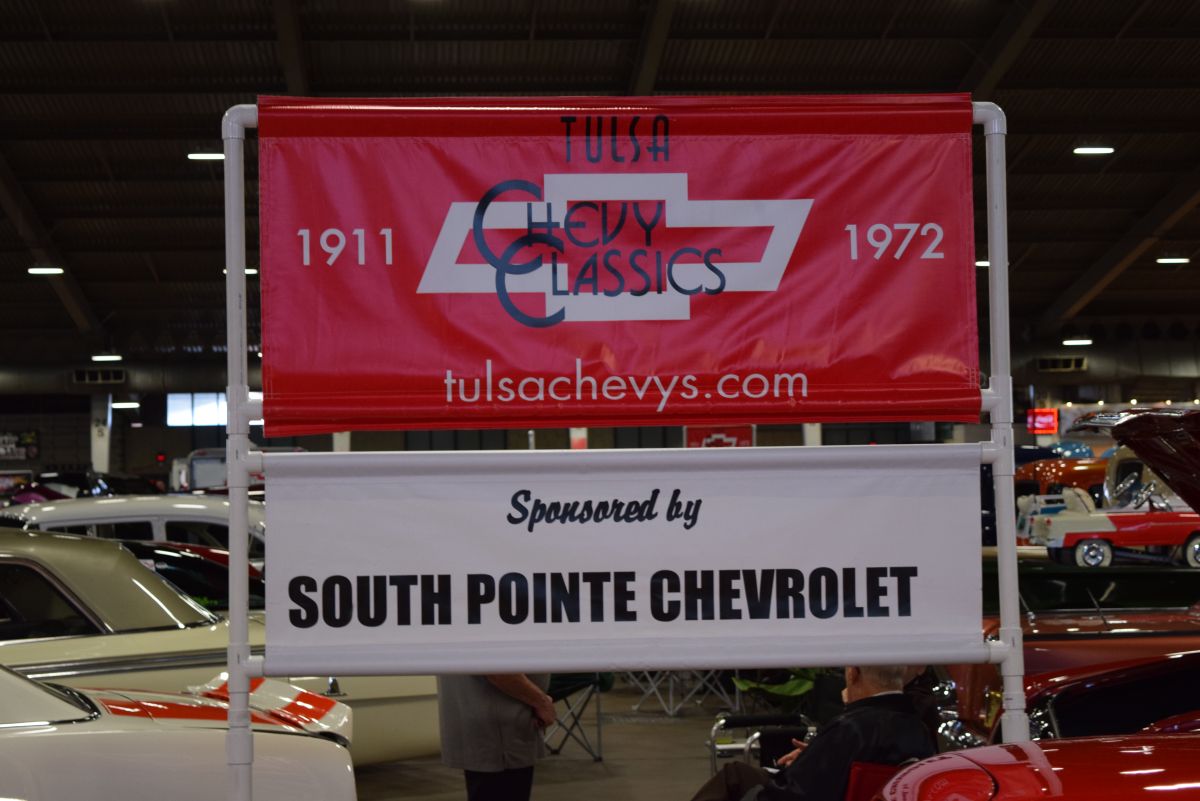 TULSA
1911 CHEVY 1972
CLASSICS
tulsachevys.com
Sponsored by
SOUTH POINTE CHEVROLET